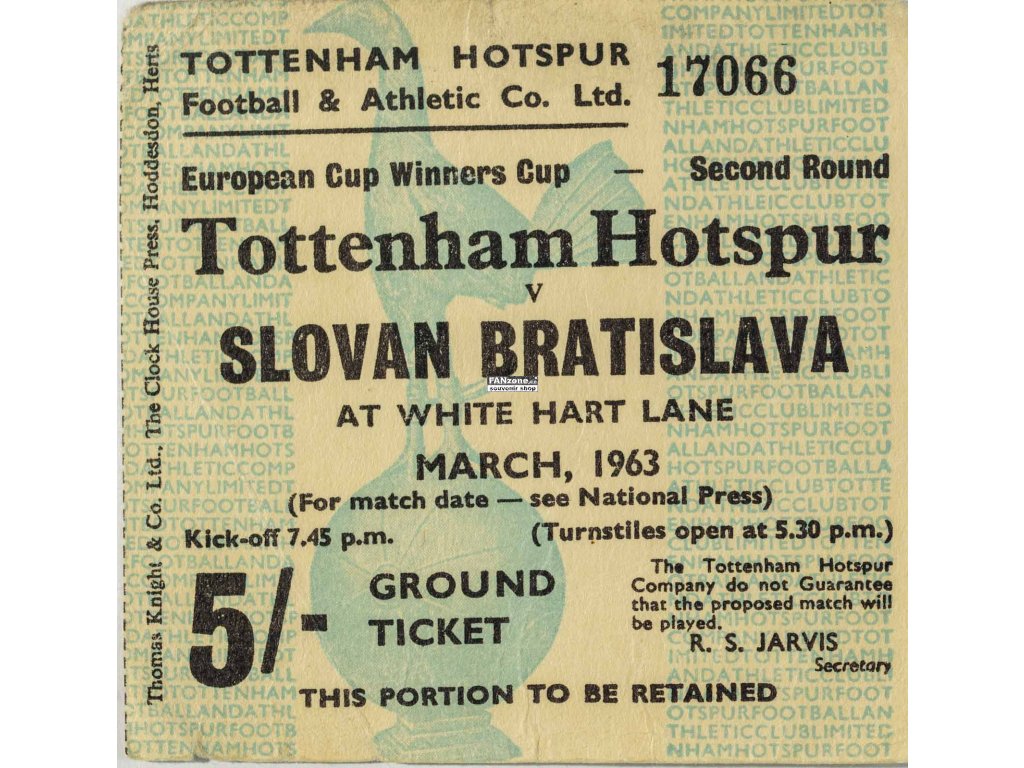 TOTTENHAM HOTSPUR
Football & Athletic Co. Ltd.
17066
European Cup Winners Cup — Second Round
Tottenham Hotspur
v
SLOVAN BRATISLAVA
FANzone
souvenir shop
AT WHITE HART LANE
MARCH, 1963
(For match date — see National Press)
Kick-off 7.45 p.m. (Turnstiles open at 5.30 p.m.)
5/-
GROUND
TICKET
The Tottenham Hotspur
Company do not Guarantee
that the proposed match will
be played.
R. S. JARVIS
Secretary
THIS PORTION TO BE RETAINED
Thomas Knight & Co. Ltd., The Clock House Press, Hoddesdon, Herts